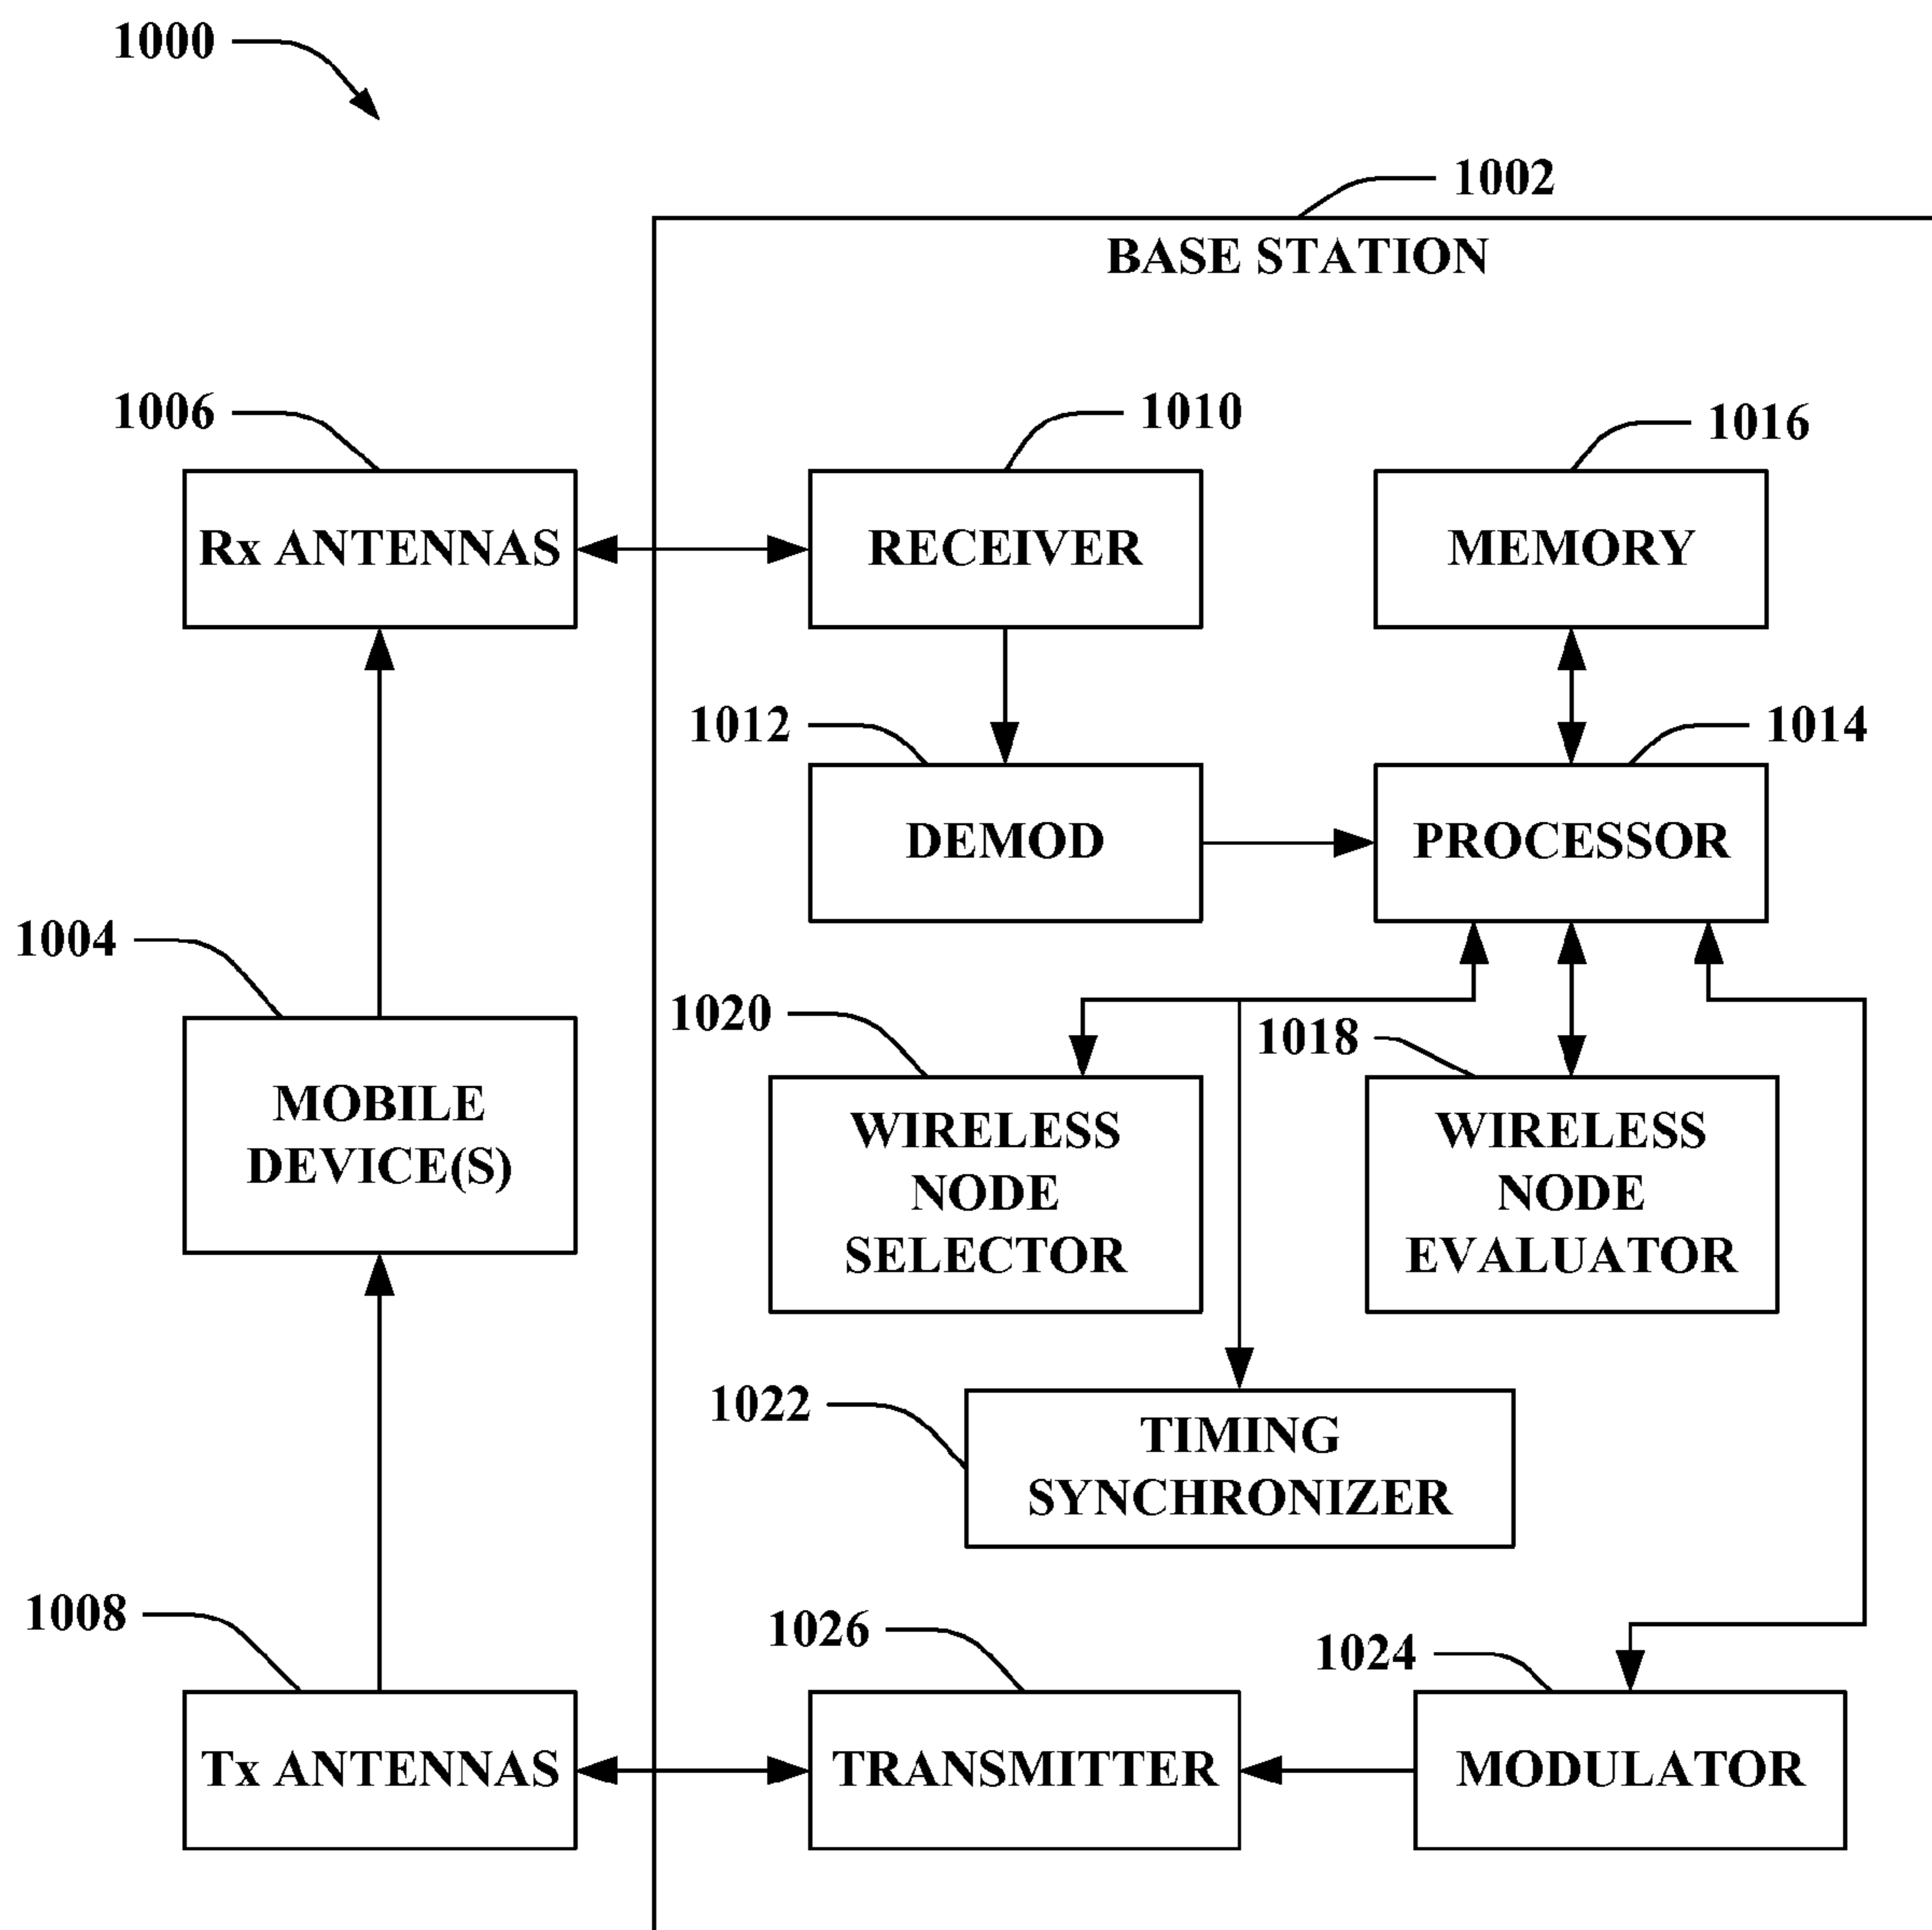 1000
1002
BASE STATION
1006
1010
1016
Rx ANTENNAS
RECEIVER
MEMORY
1012
1014
DEMOD
PROCESSOR
1004
1020
1018
MOBILE
DEVICE(S)
WIRELESS
NODE
SELECTOR
WIRELESS
NODE
EVALUATOR
1022
TIMING
SYNCHRONIZER
1008
1026
1024
Tx ANTENNAS
TRANSMITTER
MODULATOR